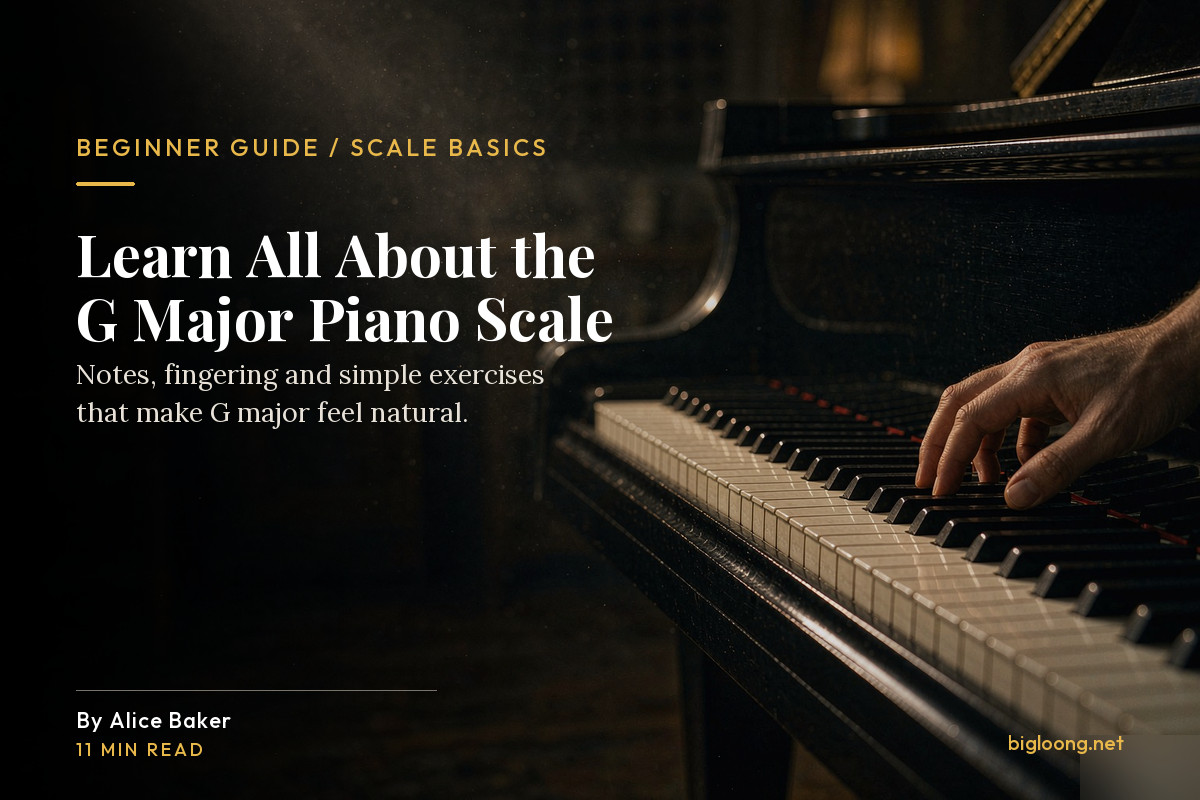 BEGINNER GUIDE / SCALE BASICS
Learn All About the
G Major Piano Scale
Notes, fingering and simple exercises
that make G major feel natural.
By Alice Baker
11 MIN READ
bigloong.net